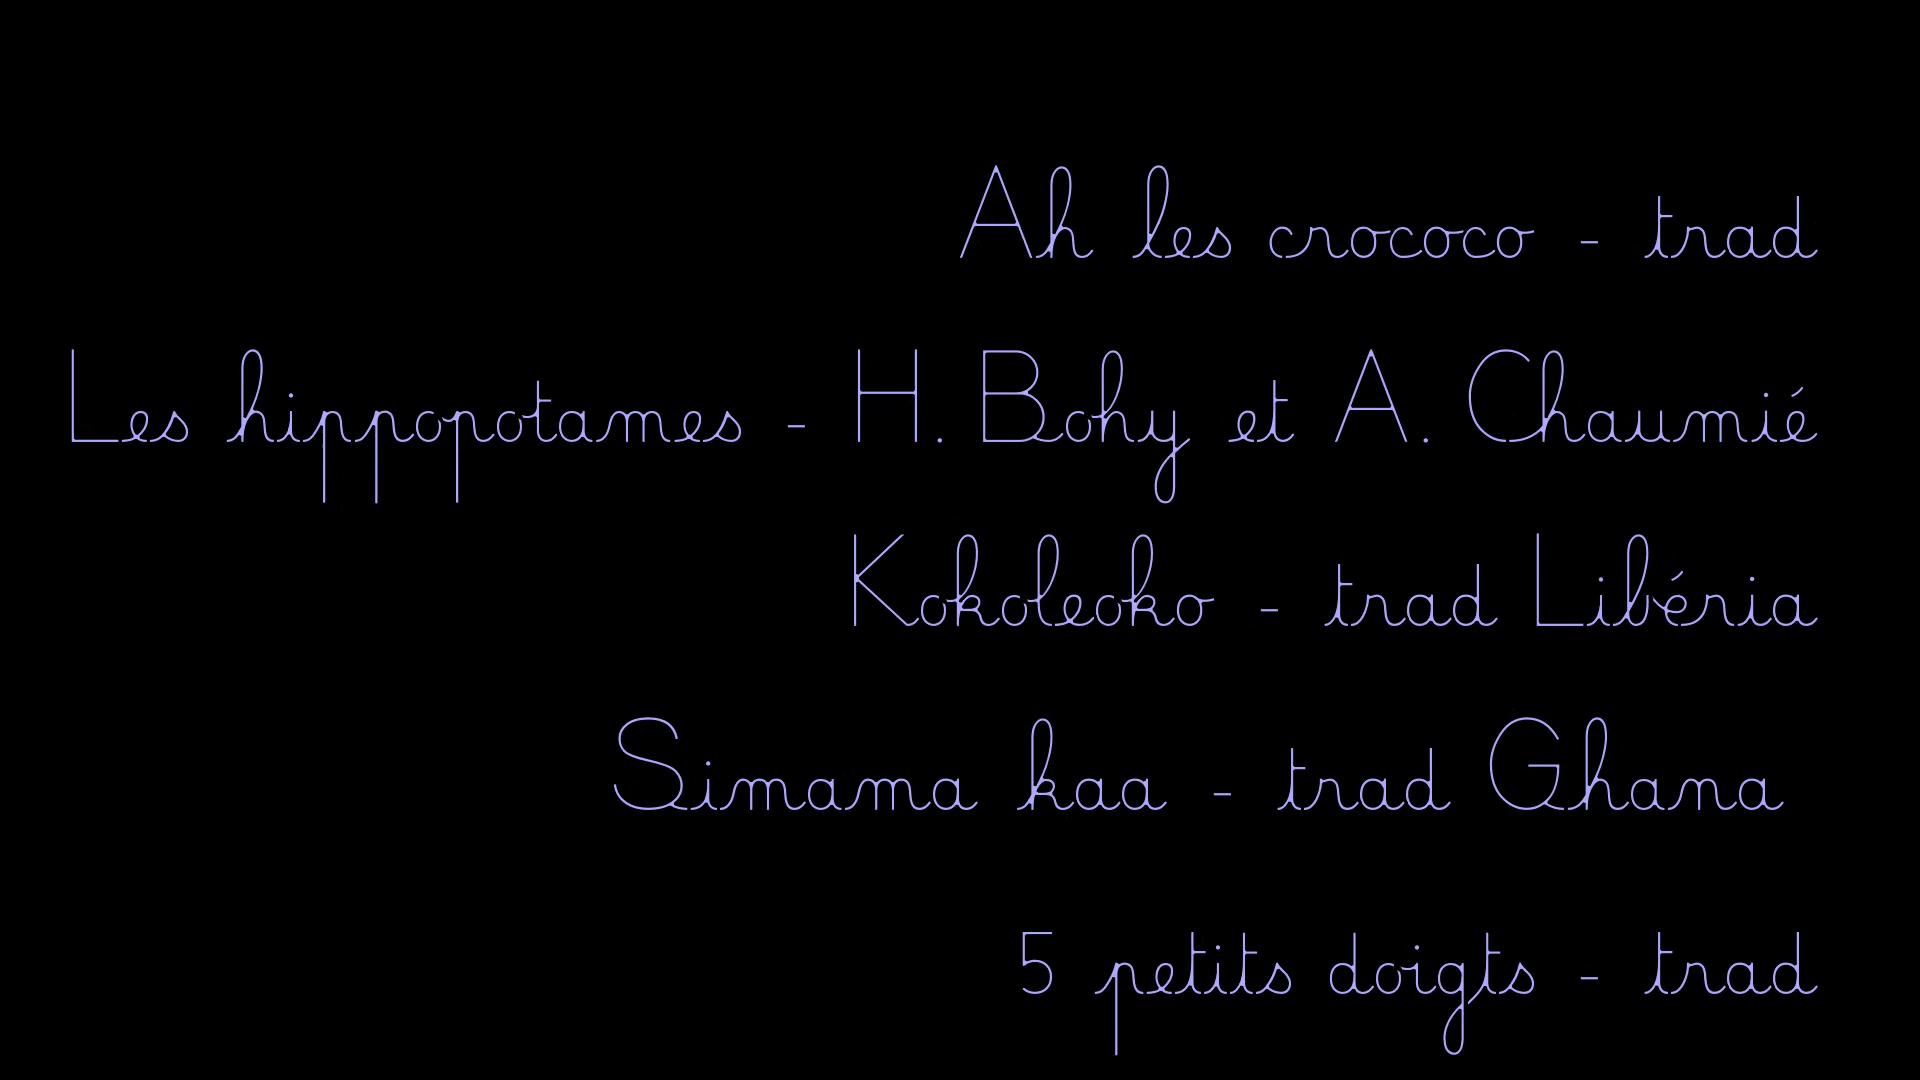 Ah les crococo - trad
Les hippopotames - H. Bohy et A. Chaumié
Kokoleoko - trad Libéria
Simama kaa - trad Ghana
5 petits doigts - trad